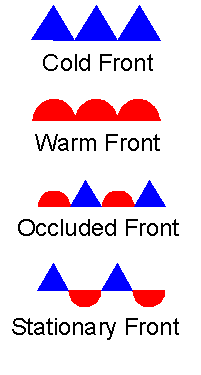 Cold Front
Warm Front
Occluded Front
Stationary Front